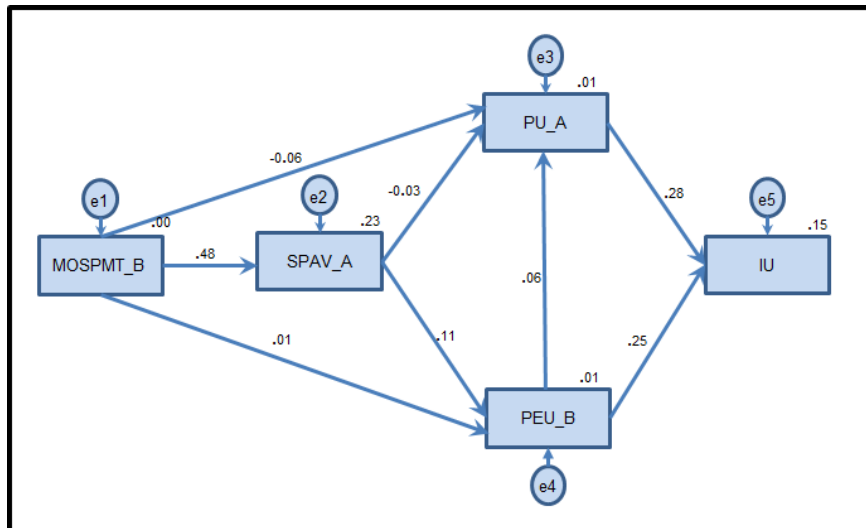 e3
.01
PU_A
-0.06
e1
e2
-0.03
.28
e5
.00
.23
.15
MOSPMT_B
.48
SPAV_A
IU
.06
.01
.11
.25
.01
PEU_B
e4